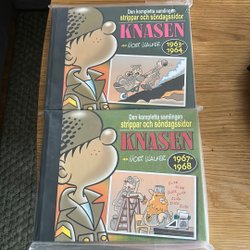 Den kompletta samlingen
strippar och söndagssidor
KNASEN
av MORT WALKER
1963-
1964
Den kompletta samlingen
strippar och söndagssidor
KNASEN
av MORT WALKER
1967-
1968